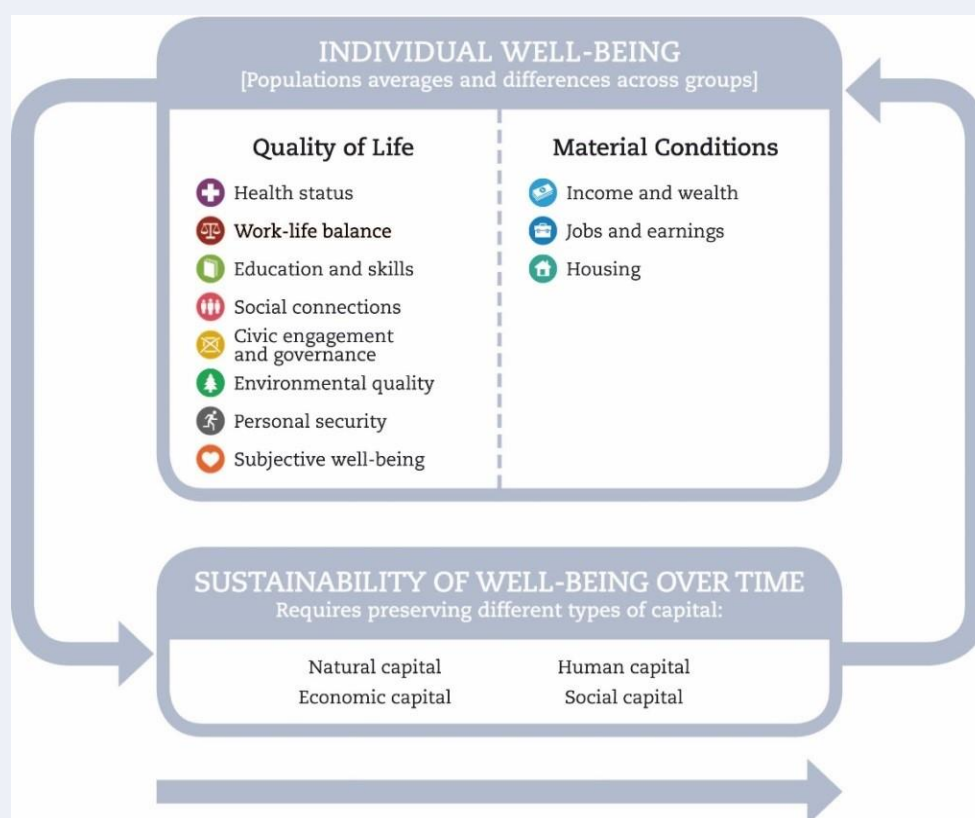 INDIVIDUAL WELL-BEING
[Populations averages and differences across groups]
Quality of Life
Health status
Work-life balance
Education and skills
Social connections
Civic engagement
and governance
Environmental quality
Personal security
Subjective well-being
Material Conditions
Income and wealth
Jobs and earnings
Housing
SUSTAINABILITY OF WELL-BEING OVER TIME
Requires preserving different types of capital:
Natural capital
Human capital
Economic capital
Social capital